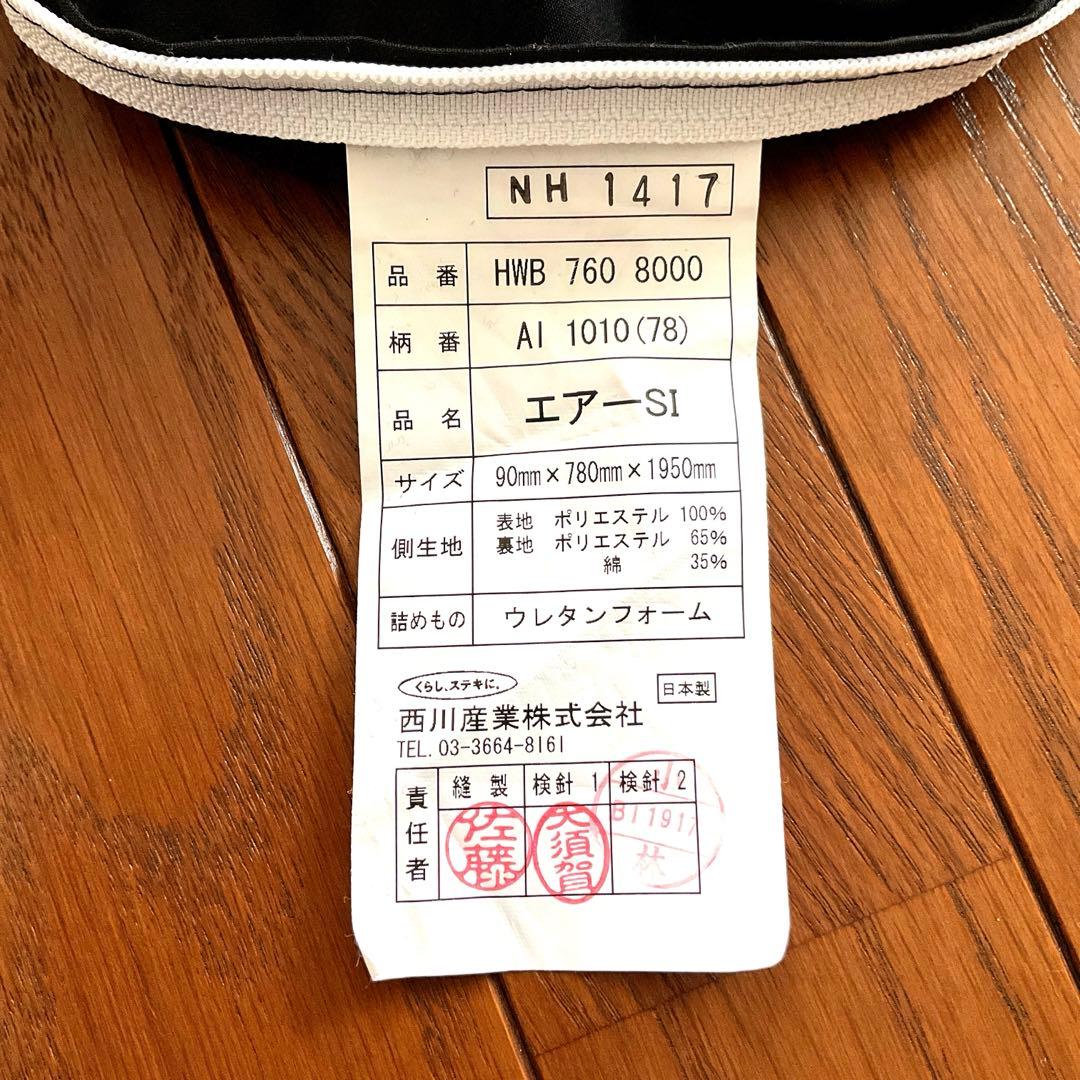 NH 1417
品 番 HWB 760 8000
柄 番 AI 1010(78)
品 名 エアーSI
サイズ 90mm×780mm×1950mm
側生地 表地 ポリエステル 100%
裏地 ポリエステル 65%
綿 35%
詰めもの ウレタンフォーム
くらし、ステキに。
日本製
西川産業株式会社
TEL. 03-3664-8161
責任者 縫 製 検針 1 検針 2
佐藤 須賀 BI1917
林